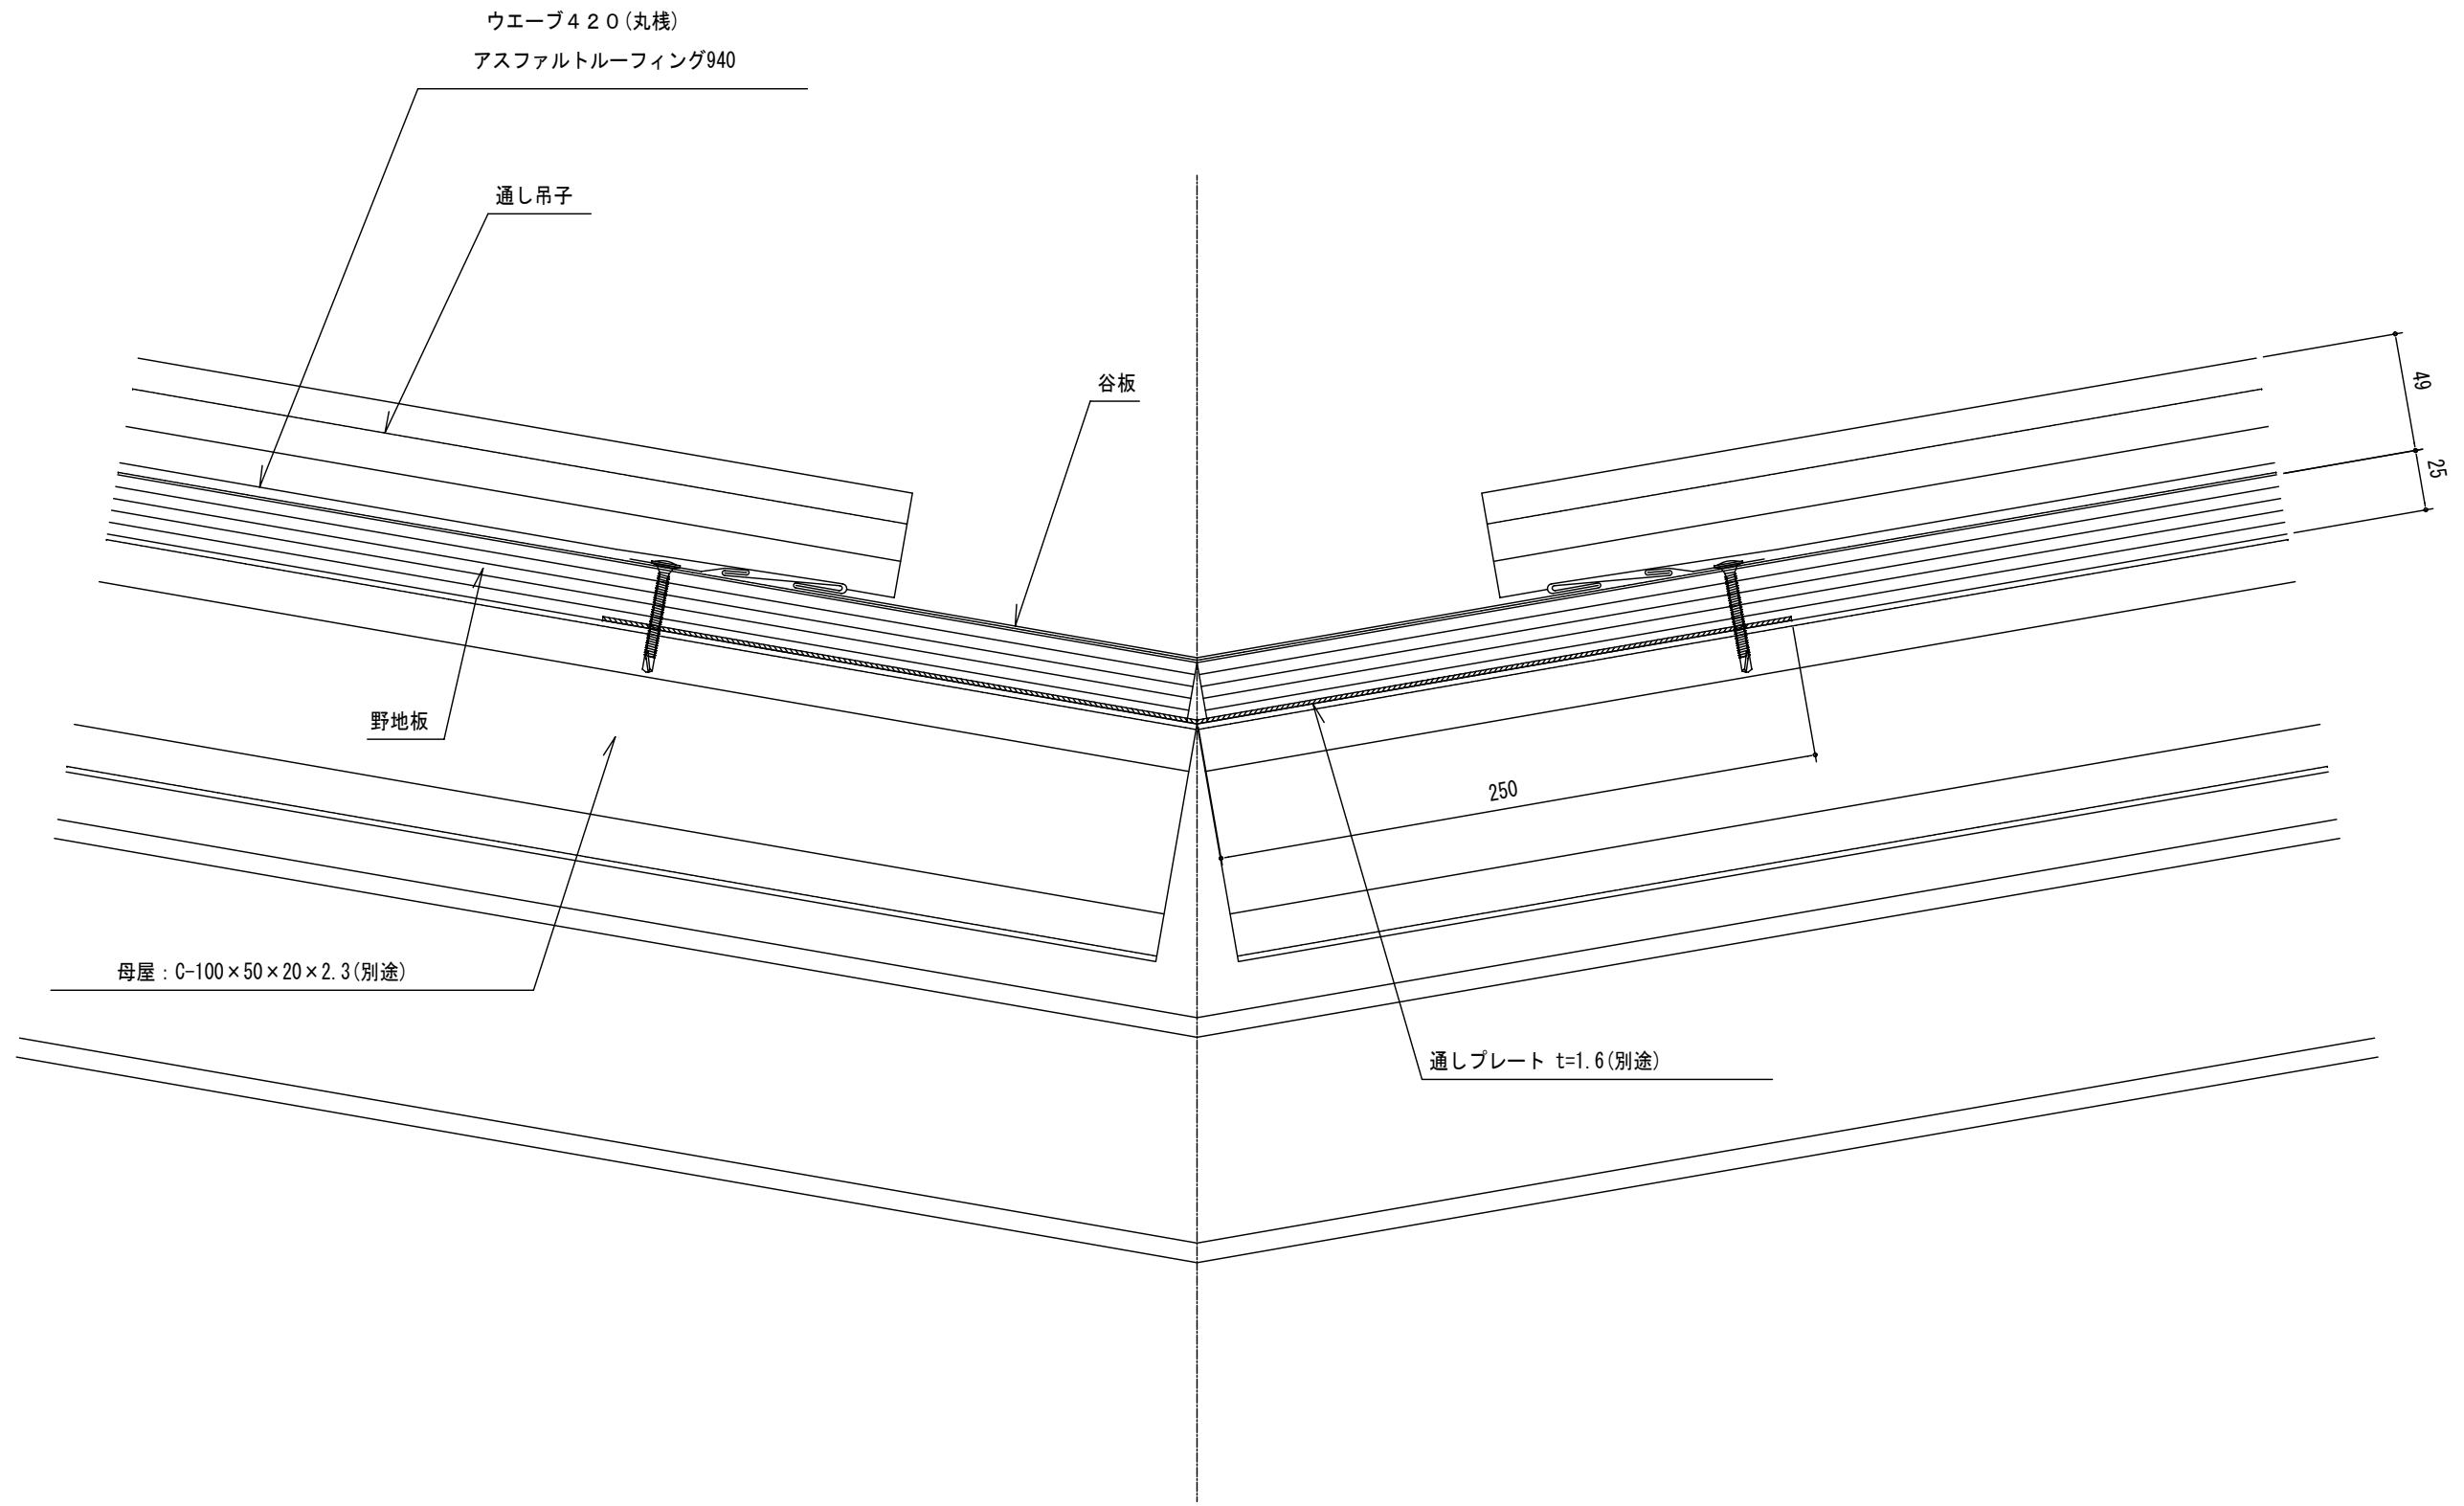 ウエーブ４２０(丸桟)
アスファルトルーフィング940
通し吊子
谷板
49
25
野地板
250
母屋：C-100×50×20×2.3(別途)
通しプレート t=1.6(別途)